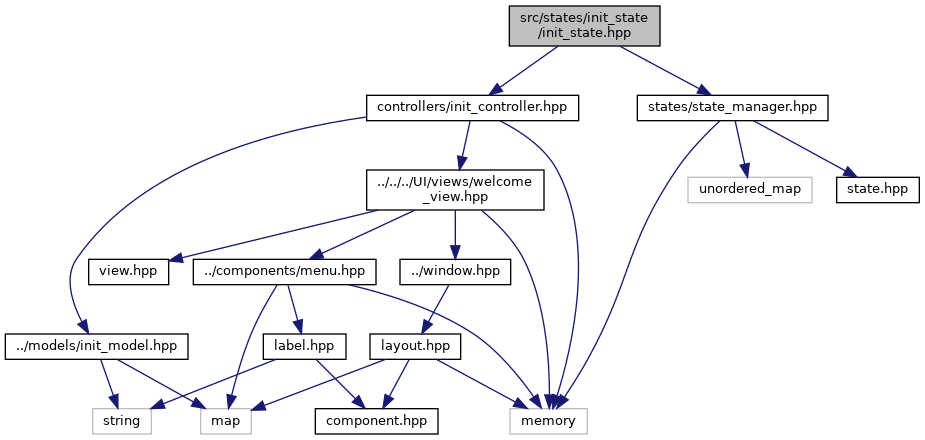 src/states/init_state
/init_state.hpp
controllers/init_controller.hpp
states/state_manager.hpp
../../../UI/views/welcome
_view.hpp
unordered_map
state.hpp
view.hpp
../components/menu.hpp
../window.hpp
../models/init_model.hpp
label.hpp
layout.hpp
string
map
component.hpp
memory